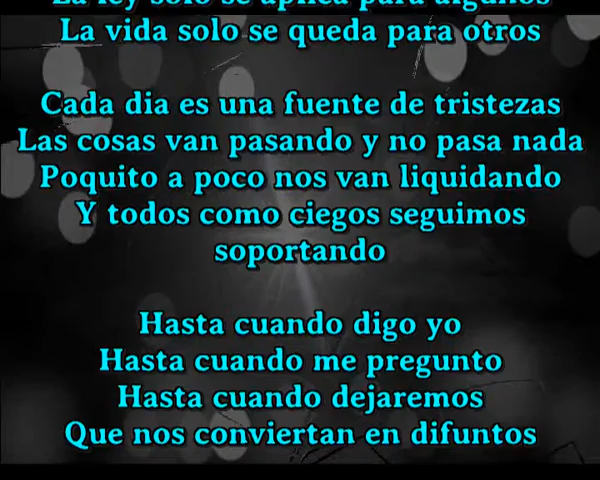 La ley solo se aplica para algunos
La vida solo se queda para otros
Cada dia es una fuente de tristezas
Las cosas van pasando y no pasa nada
Poquito a poco nos van liquidando
Y todos como ciegos seguimos
soportando
Hasta cuando digo yo
Hasta cuando me pregunto
Hasta cuando dejaremos
Que nos conviertan en difuntos